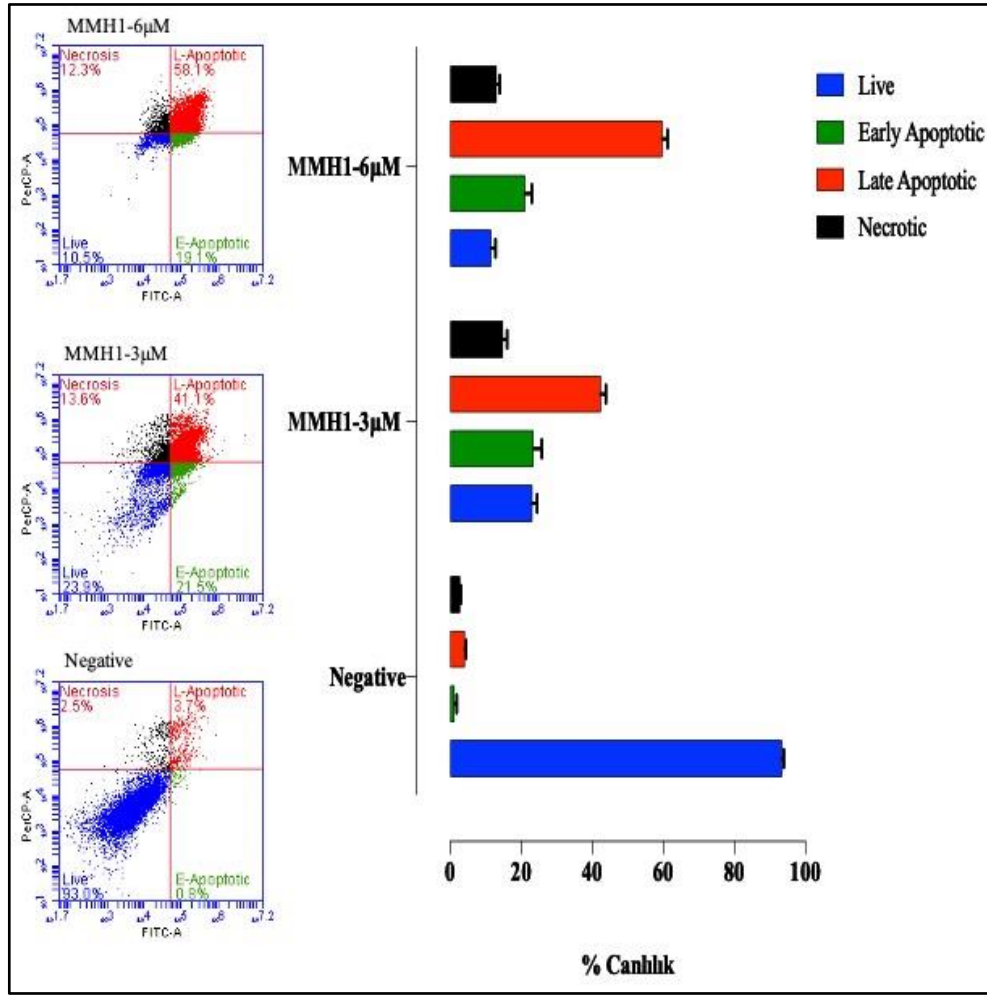 MMH1-6µM
Necrosis
12.3%
L-Apoptotic
58.1%
Live
10.5%
E-Apoptotic
19.1%
PerCP-A
FITC-A
MMH1-3µM
Necrosis
13.6%
L-Apoptotic
41.1%
Live
23.9%
E-Apoptotic
21.5%
PerCP-A
FITC-A
Negative
Necrosis
2.5%
L-Apoptotic
3.7%
Live
93.0%
E-Apoptotic
0.8%
PerCP-A
FITC-A
MMH1-6µM
MMH1-3µM
Negative
0 20 40 60 80 100
% Canlılık
Live
Early Apoptotic
Late Apoptotic
Necrotic